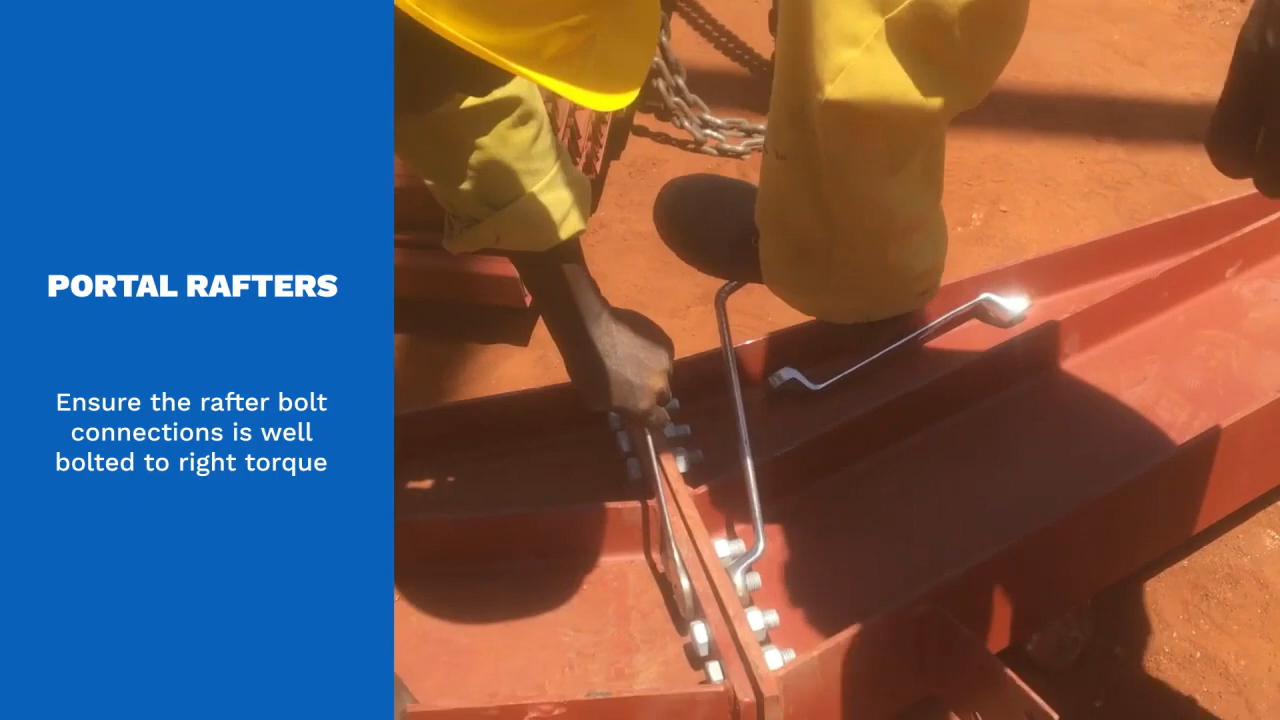 PORTAL RAFTERS
Ensure the rafter bolt
connections is well
bolted to right torque